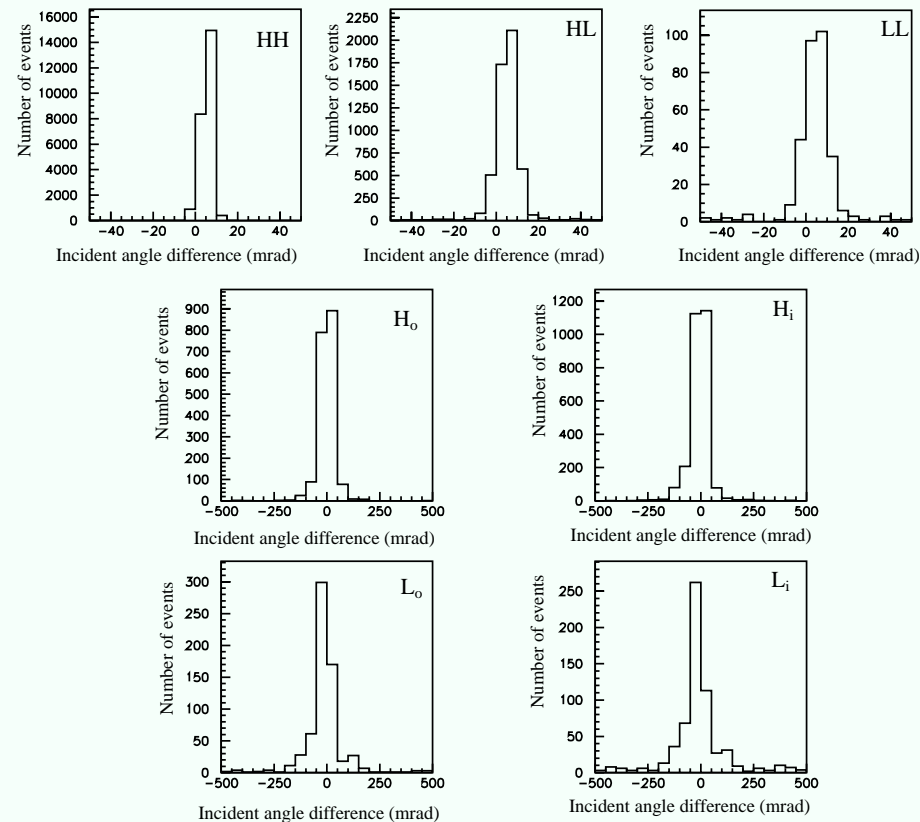 HH
Number of events
16000
14000
12000
10000
8000
6000
4000
2000
0
−40 −20 0 20 40
Incident angle difference (mrad)
HL
Number of events
2250
2000
1750
1500
1250
1000
750
500
250
0
−40 −20 0 20 40
Incident angle difference (mrad)
LL
Number of events
100
80
60
40
20
0
−40 −20 0 20 40
Incident angle difference (mrad)
Ho
Number of events
900
800
700
600
500
400
300
200
100
0
−500 −250 0 250 500
Incident angle difference (mrad)
Hi
Number of events
1200
1000
800
600
400
200
0
−500 −250 0 250 500
Incident angle difference (mrad)
Lo
Number of events
300
250
200
150
100
50
0
−500 −250 0 250 500
Incident angle difference (mrad)
Li
Number of events
250
200
150
100
50
0
−500 −250 0 250 500
Incident angle difference (mrad)